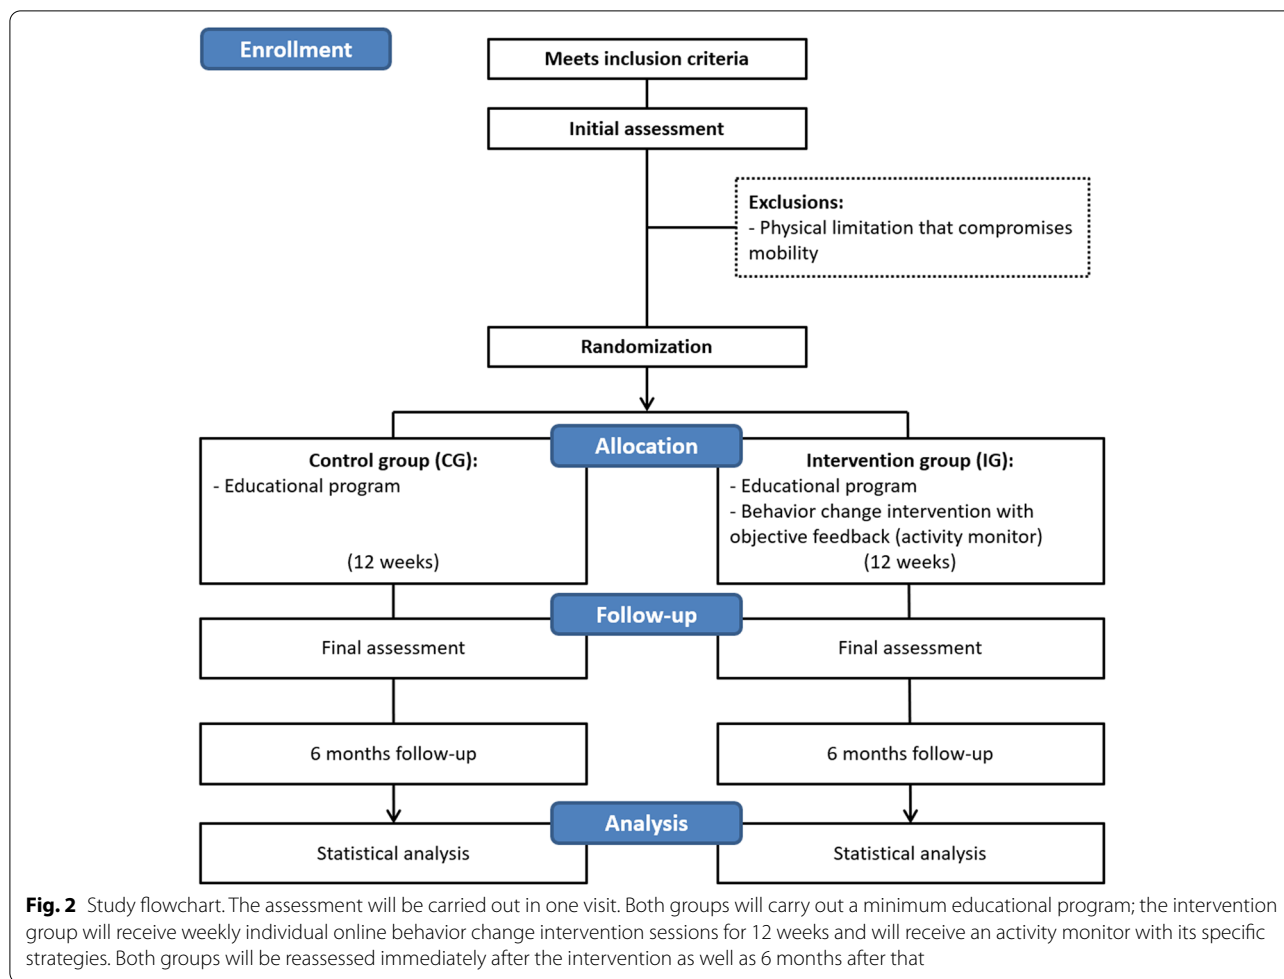 Enrollment
Meets inclusion criteria
Initial assessment
Exclusions:
- Physical limitation that compromises
mobility
Randomization
Allocation
Control group (CG):
- Educational program
(12 weeks)
Intervention group (IG):
- Educational program
- Behavior change intervention with
objective feedback (activity monitor)
(12 weeks)
Follow-up
Final assessment
Final assessment
6 months follow-up
6 months follow-up
Analysis
Statistical analysis
Statistical analysis
Fig. 2 Study flowchart. The assessment will be carried out in one visit. Both groups will carry out a minimum educational program; the intervention
group will receive weekly individual online behavior change intervention sessions for 12 weeks and will receive an activity monitor with its specific
strategies. Both groups will be reassessed immediately after the intervention as well as 6 months after that